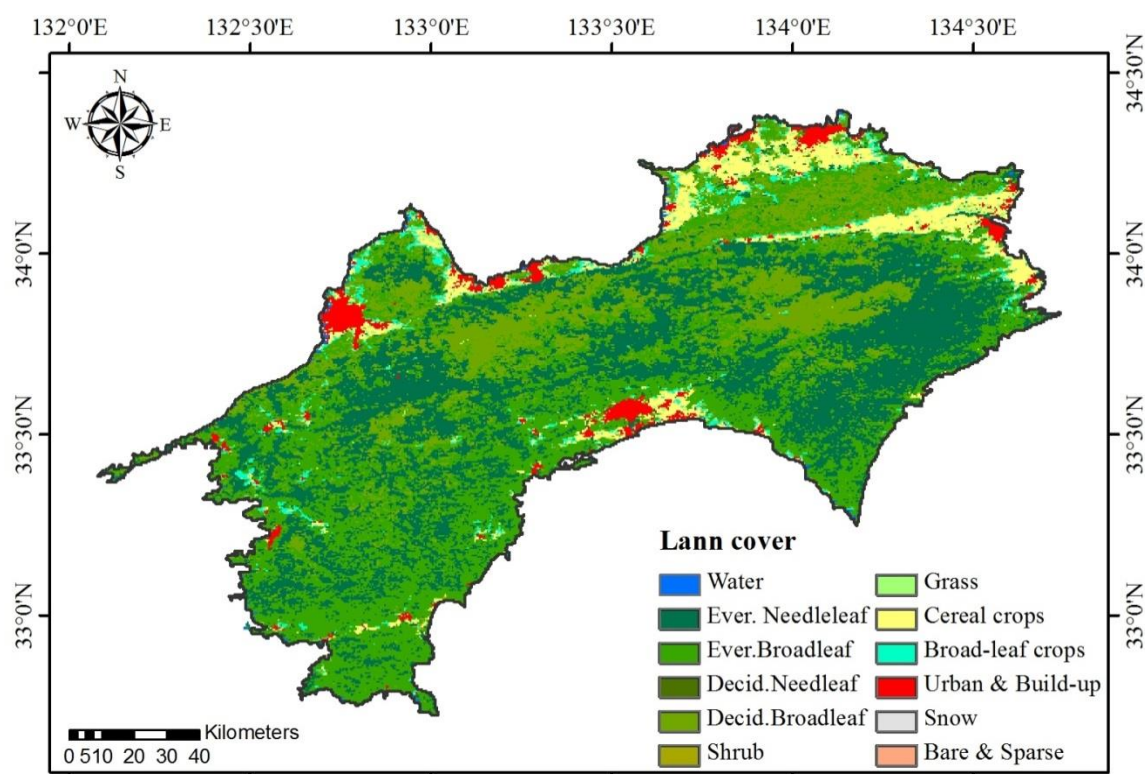 132°0'E 132°30'E 133°0'E 133°30'E 134°0'E 134°30'E
34°30'N
N
W E
S
34°0'N 34°0'N
33°30'N 33°30'N
Lann cover
Water Grass
Ever. Needleleaf Cereal crops
33°0'N 33°0'N
Ever.Broadleaf Broad-leaf crops
Decid.Needleaf Urban & Build-up
Decid.Broadleaf Snow
Shrub Bare & Sparse
Kilometers
0 510 20 30 40